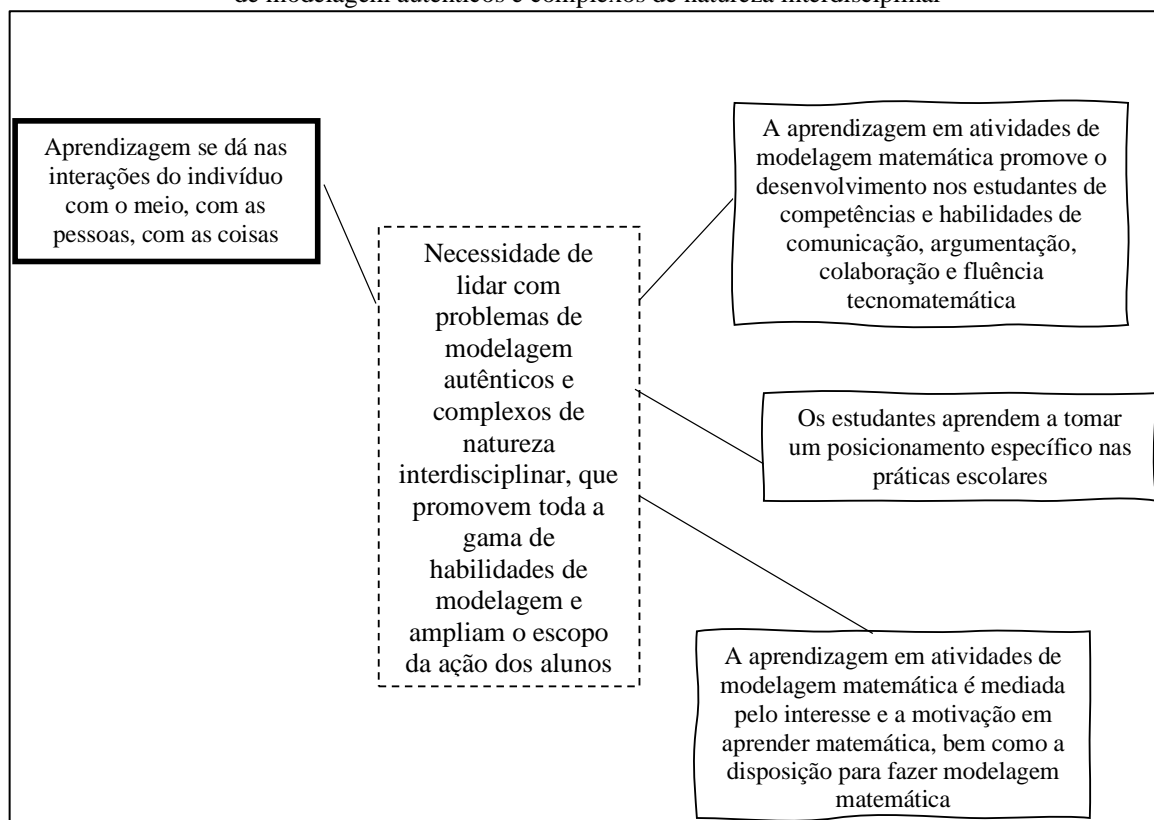 de modelagem autênticos e complexos de natureza interdisciplinar
Aprendizagem se dá nas
interações do indivíduo
com o meio, com as
pessoas, com as coisas
Necessidade de
lidar com
problemas de
modelagem
autênticos e
complexos de
natureza
interdisciplinar, que
promovem toda a
gama de
habilidades de
modelagem e
ampliam o escopo
da ação dos alunos
A aprendizagem em atividades de
modelagem matemática promove o
desenvolvimento nos estudantes de
competências e habilidades de
comunicação, argumentação,
colaboração e fluência
tecnomatemática
Os estudantes aprendem a tomar
um posicionamento específico nas
práticas escolares
A aprendizagem em atividades de
modelagem matemática é mediada
pelo interesse e a motivação em
aprender matemática, bem como a
disposição para fazer modelagem
matemática